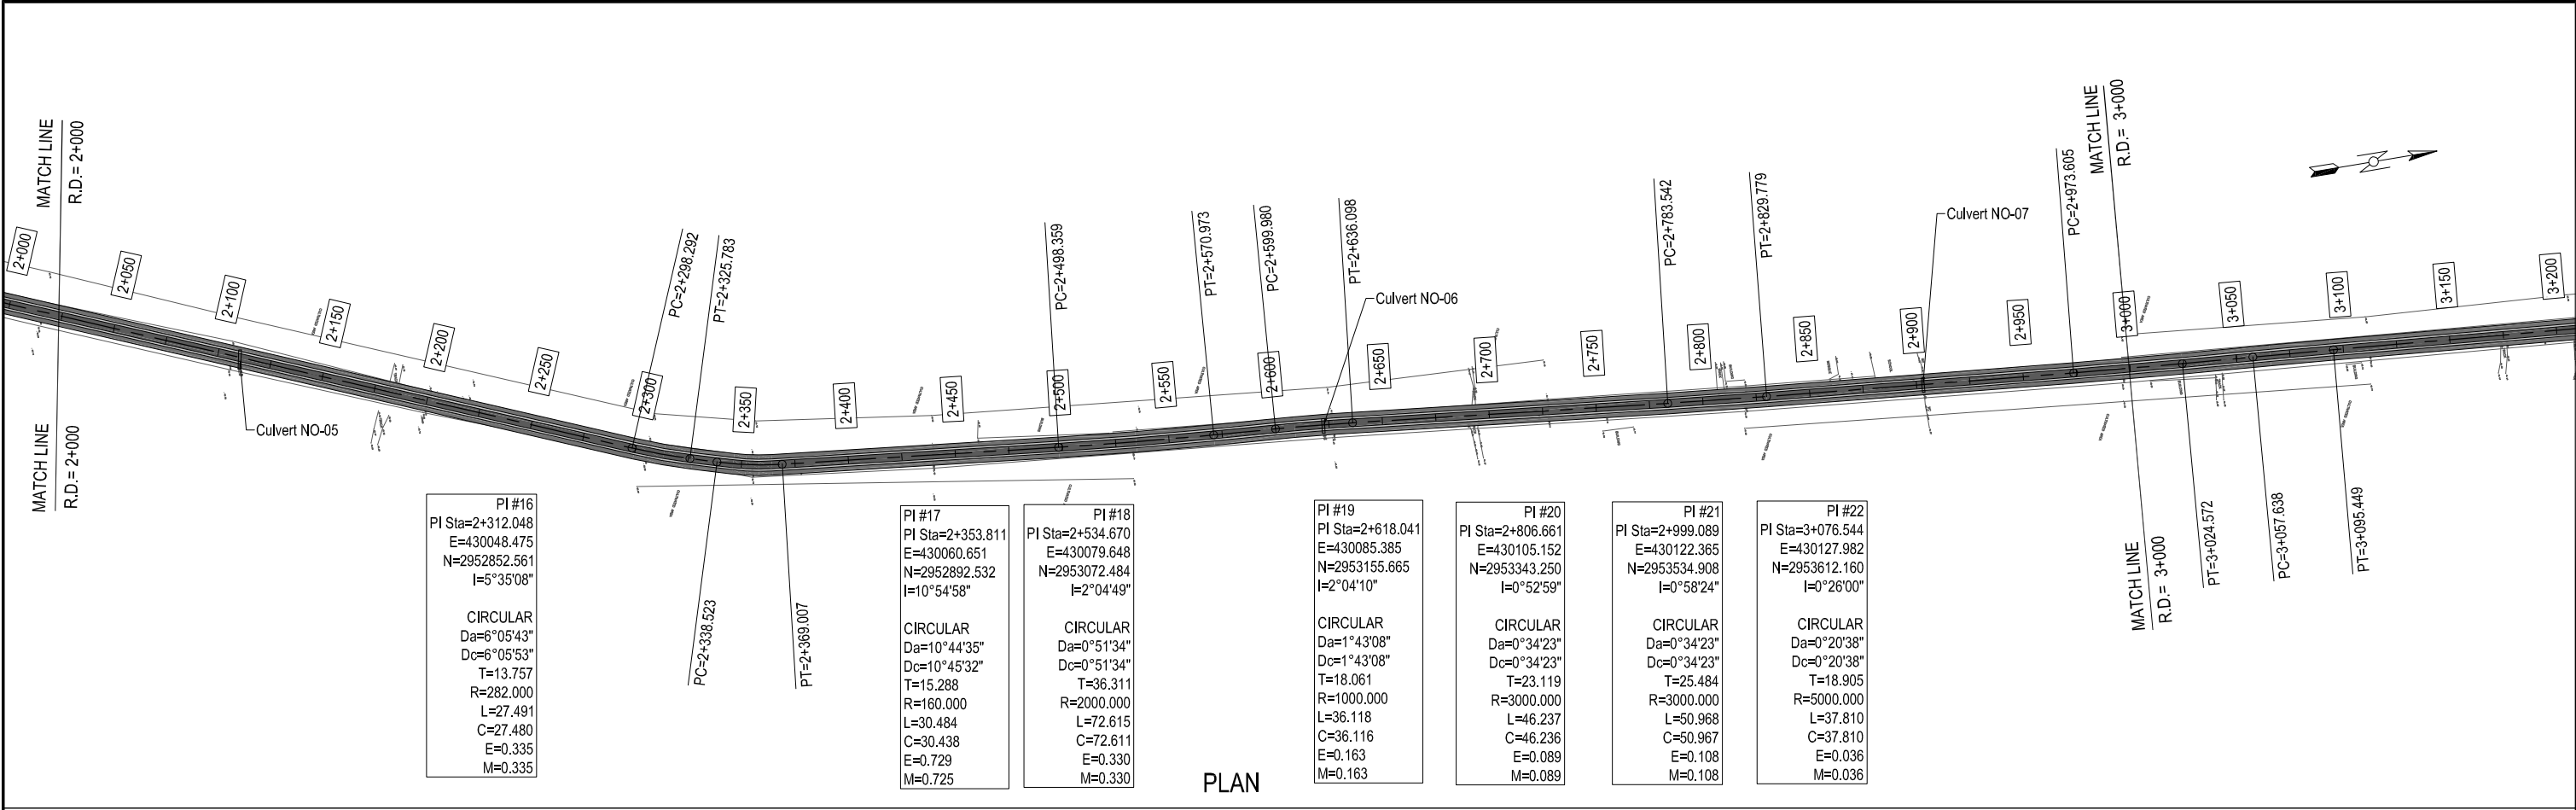 MATCH LINE
R.D.= 2+000
MATCH LINE
R.D.= 2+000
2+000
2+050
2+100
2+150
2+200
2+250
2+300
2+350
2+400
2+450
2+500
2+550
2+600
2+650
2+700
2+750
2+800
2+850
2+900
2+950
3+000
3+050
3+100
3+150
3+200
Culvert NO-05
PC=2+298.292
PT=2+325.783
PC=2+338.523
PT=2+369.007
PC=2+498.359
PT=2+570.973
PC=2+599.980
PT=2+636.098
Culvert NO-06
PC=2+783.542
PT=2+829.779
Culvert NO-07
PC=2+973.605
MATCH LINE
R.D.= 3+000
MATCH LINE
R.D.= 3+000
PT=3+024.572
PC=3+057.638
PT=3+095.449
PI #16
PI Sta=2+312.048
E=430048.475
N=2952852.561
I=5°35'08"
CIRCULAR
Da=6°05'43"
Dc=6°05'53"
T=13.757
R=282.000
L=27.491
C=27.480
E=0.335
M=0.335
PI #17
PI Sta=2+353.811
E=430060.651
N=2952892.532
I=10°54'58"
CIRCULAR
Da=10°44'35"
Dc=10°45'32"
T=15.288
R=160.000
L=30.484
C=30.438
E=0.729
M=0.725
PI #18
PI Sta=2+534.670
E=430079.648
N=2953072.484
I=2°04'49"
CIRCULAR
Da=0°51'34"
Dc=0°51'34"
T=36.311
R=2000.000
L=72.615
C=72.611
E=0.330
M=0.330
PI #19
PI Sta=2+618.041
E=430085.385
N=2953155.665
I=2°04'10"
CIRCULAR
Da=1°43'08"
Dc=1°43'08"
T=18.061
R=1000.000
L=36.118
C=36.116
E=0.163
M=0.163
PI #20
PI Sta=2+806.661
E=430105.152
N=2953343.250
I=0°52'59"
CIRCULAR
Da=0°34'23"
Dc=0°34'23"
T=23.119
R=3000.000
L=46.237
C=46.236
E=0.089
M=0.089
PI #21
PI Sta=2+999.089
E=430122.365
N=2953534.908
I=0°58'24"
CIRCULAR
Da=0°34'23"
Dc=0°34'23"
T=25.484
R=3000.000
L=50.968
C=50.967
E=0.108
M=0.108
PI #22
PI Sta=3+076.544
E=430127.982
N=2953612.160
I=0°26'00"
CIRCULAR
Da=0°20'38"
Dc=0°20'38"
T=18.905
R=5000.000
L=37.810
C=37.810
E=0.036
M=0.036
PLAN